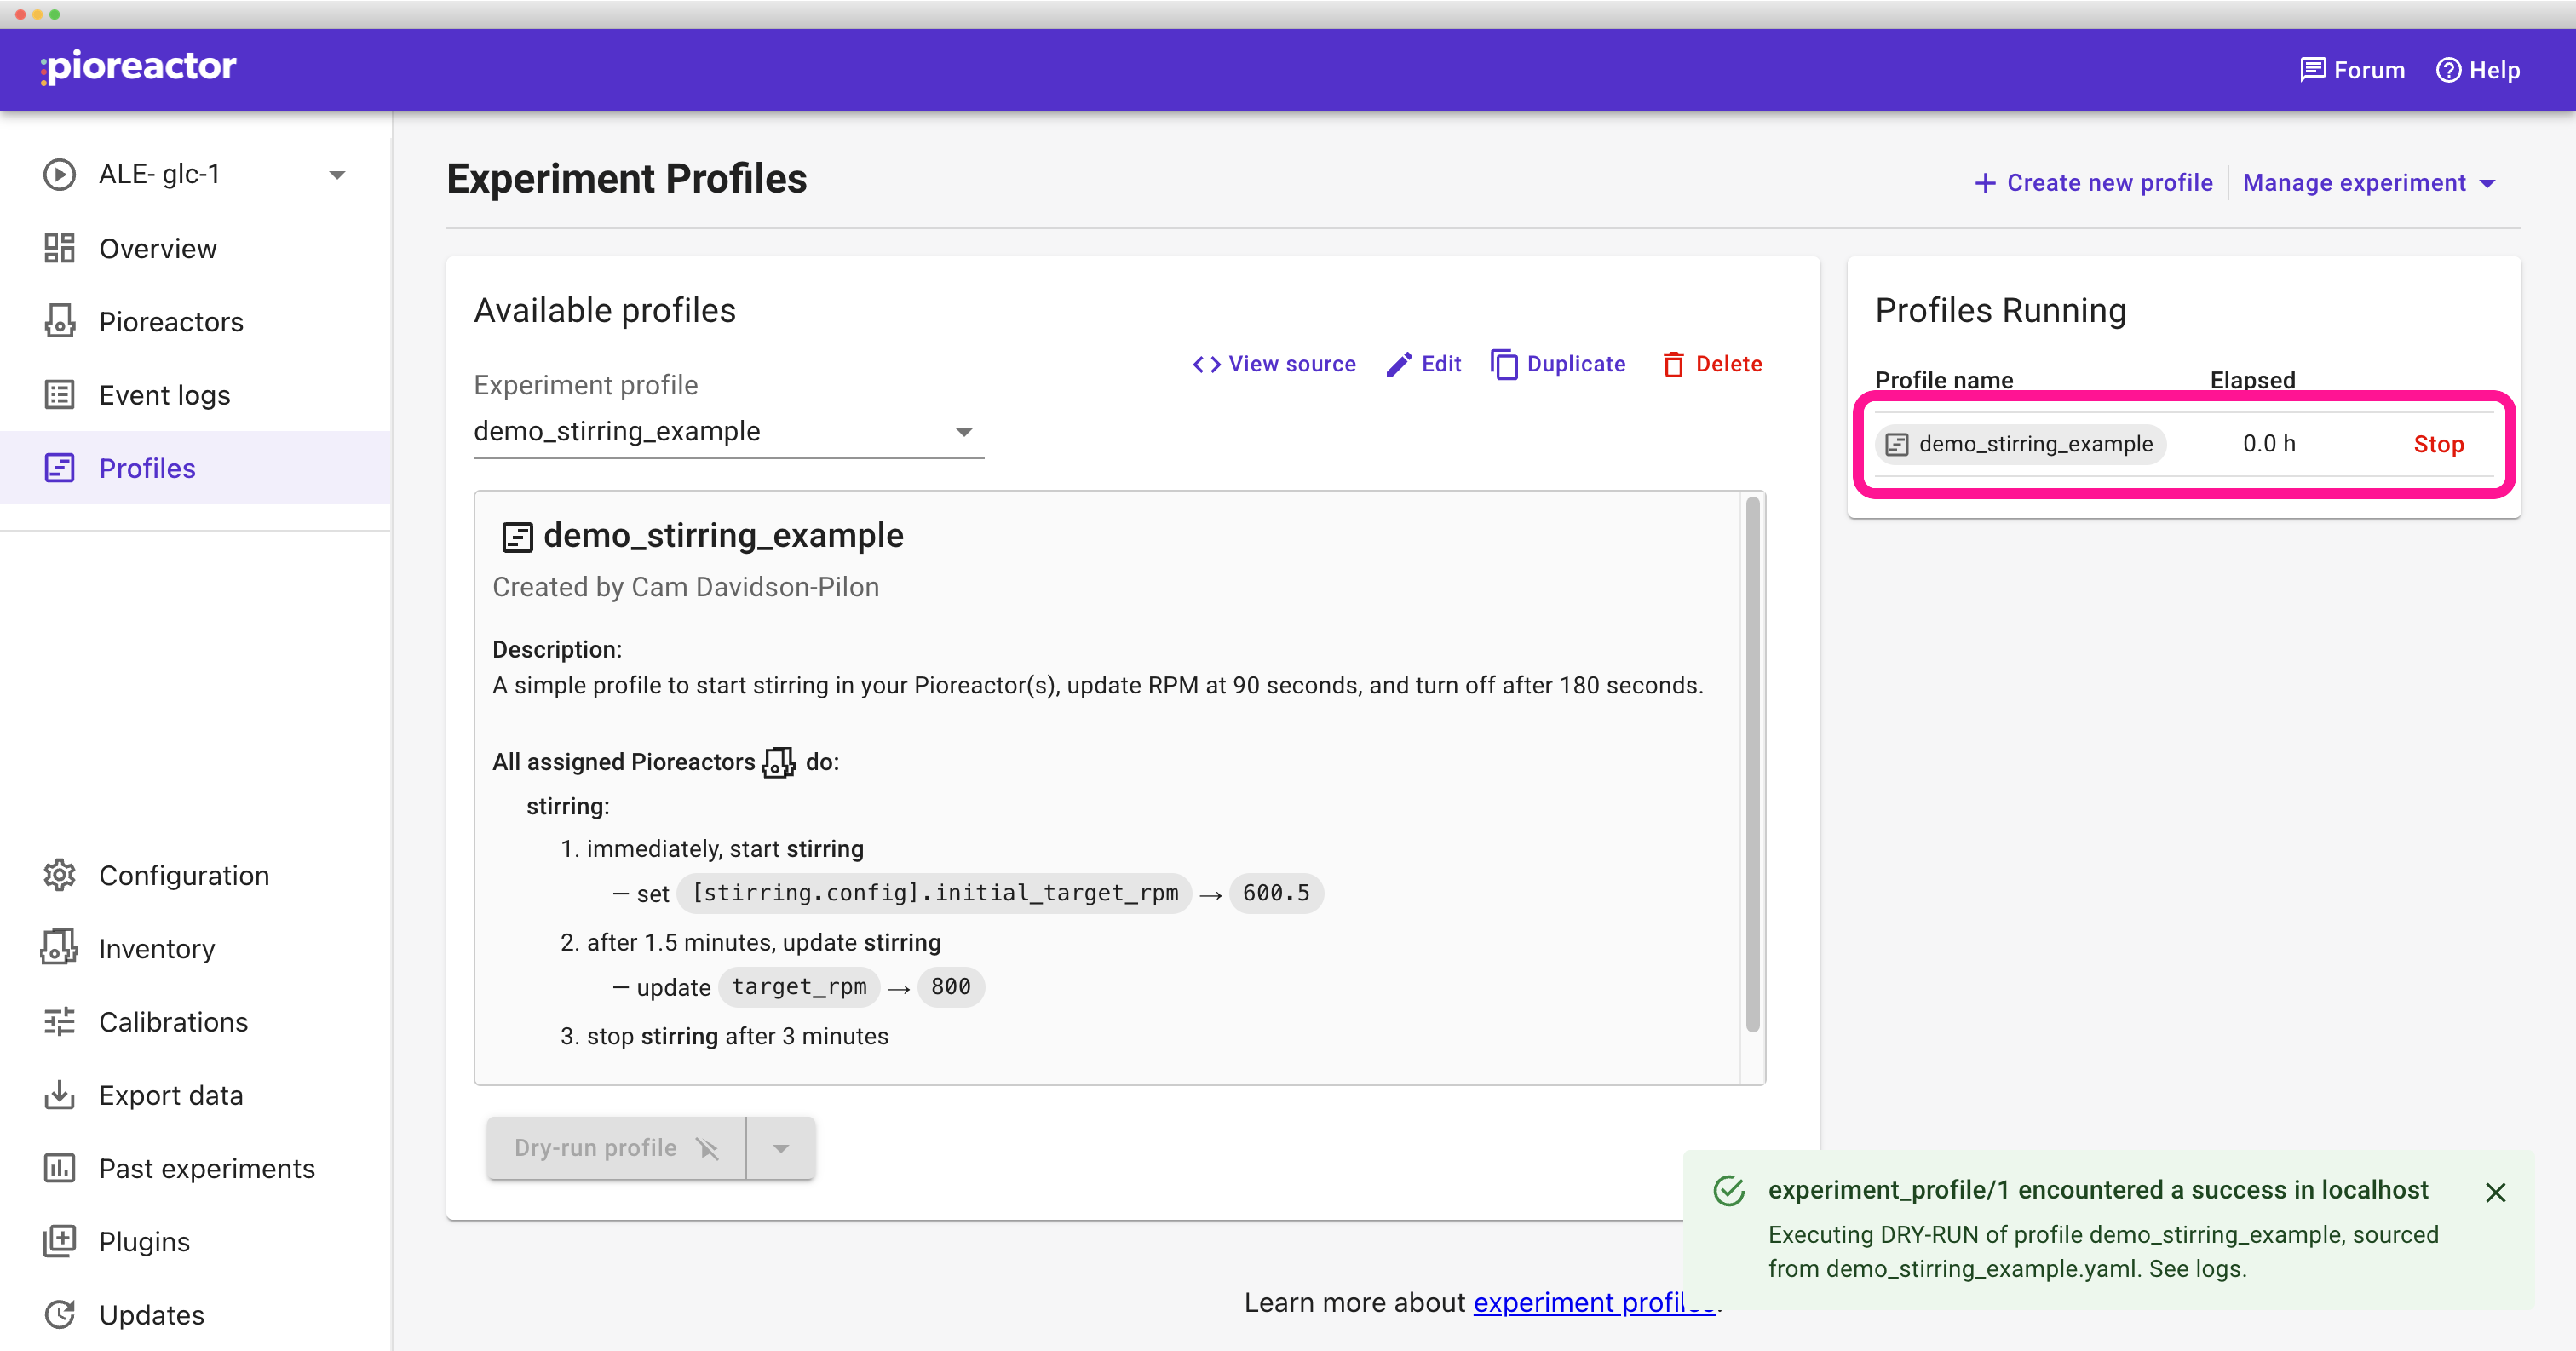 pioreactor
Forum
Help
ALE- glc-1
Overview
Pioreactors
Event logs
Profiles
Configuration
Inventory
Calibrations
Export data
Past experiments
Plugins
Updates
Experiment Profiles
+ Create new profile
Manage experiment
Available profiles
<> View source
Edit
Duplicate
Delete
Experiment profile
demo_stirring_example
demo_stirring_example
Created by Cam Davidson-Pilon
Description:
A simple profile to start stirring in your Pioreactor(s), update RPM at 90 seconds, and turn off after 180 seconds.
All assigned Pioreactors do:
stirring:
1. immediately, start stirring
— set [stirring.config].initial_target_rpm → 600.5
2. after 1.5 minutes, update stirring
— update target_rpm → 800
3. stop stirring after 3 minutes
Dry-run profile
Profiles Running
Profile name Elapsed
demo_stirring_example 0.0 h Stop
experiment_profile/1 encountered a success in localhost
Executing DRY-RUN of profile demo_stirring_example, sourced
from demo_stirring_example.yaml. See logs.
Learn more about experiment profiles.